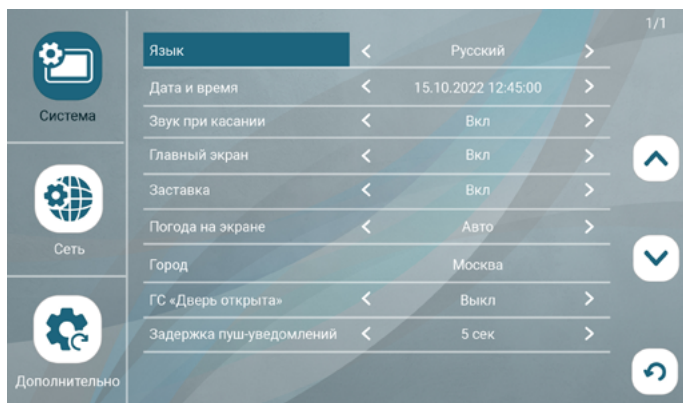 1/1
Система
Сеть
Дополнительно
Язык Русский
Дата и время 15.10.2022 12:45:00
Звук при касании Вкл
Главный экран Вкл
Заставка Вкл
Погода на экране Авто
Город Москва
ГС «Дверь открыта» Выкл
Задержка пуш-уведомлений 5 сек